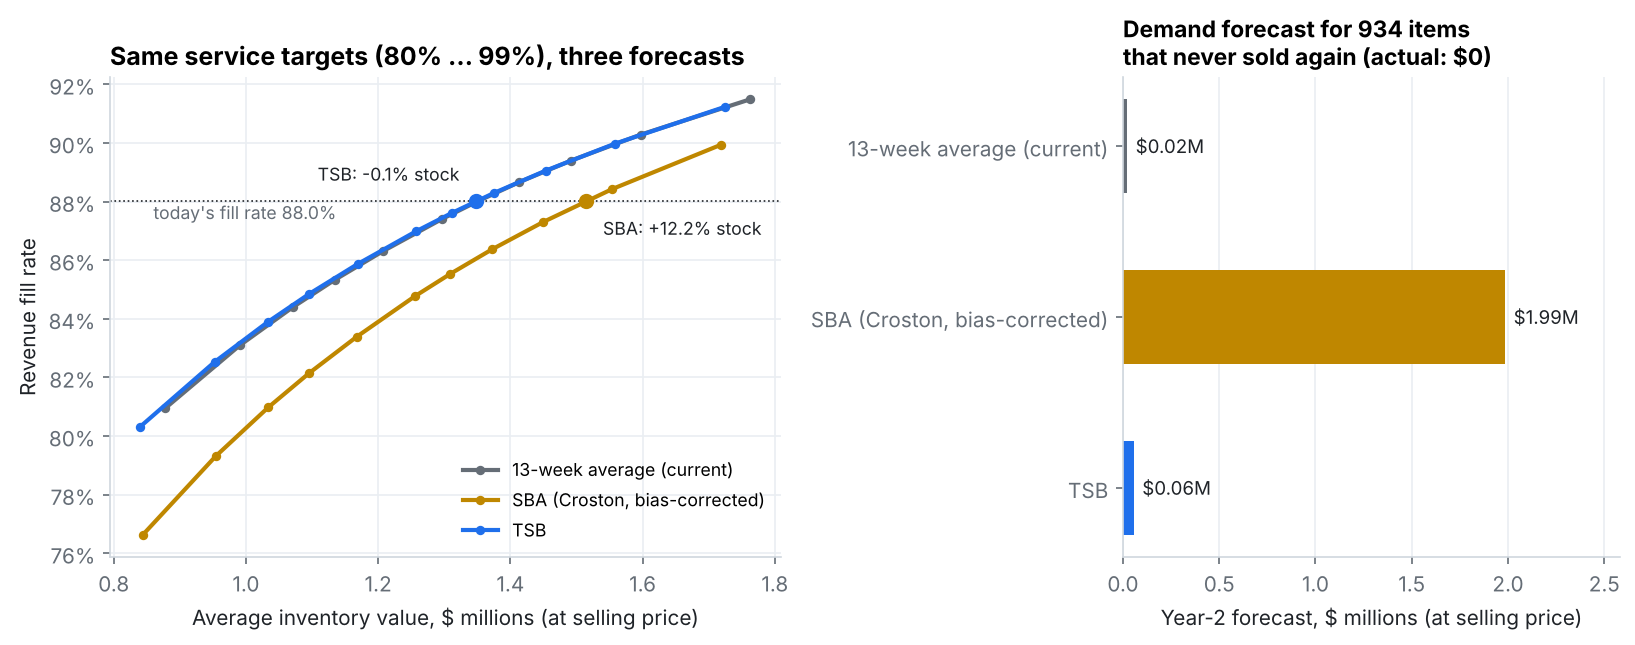 Same service targets (80% … 99%), three forecasts
92%
90%
88%
86%
84%
82%
80%
78%
76%
Revenue fill rate
TSB: -0.1% stock
today's fill rate 88.0%
SBA: +12.2% stock
13-week average (current)
SBA (Croston, bias-corrected)
TSB
0.8 1.0 1.2 1.4 1.6 1.8
Average inventory value, $ millions (at selling price)
Demand forecast for 934 items
that never sold again (actual: $0)
13-week average (current)
$0.02M
SBA (Croston, bias-corrected)
$1.99M
TSB
$0.06M
0.0 0.5 1.0 1.5 2.0 2.5
Year-2 forecast, $ millions (at selling price)